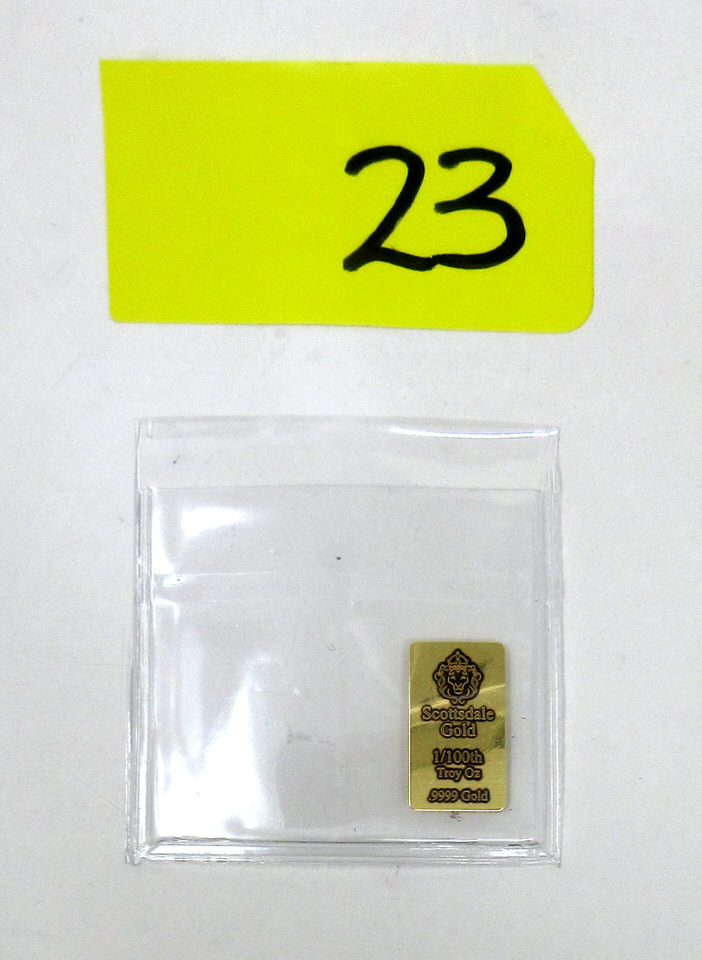 23
Scottsdale
Gold
1/100th
Troy Oz
.9999 Gold